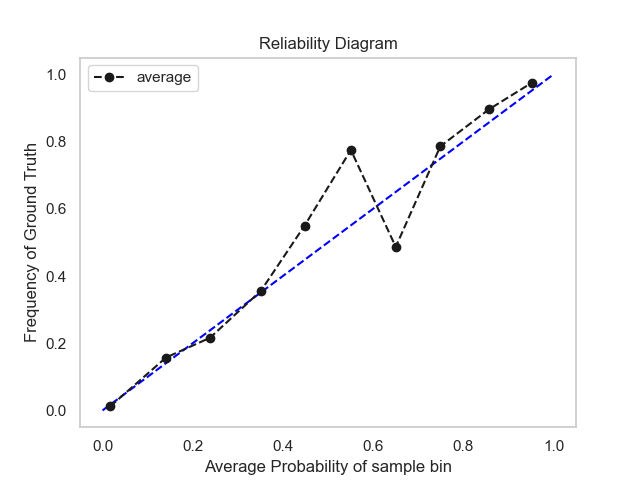 Reliability Diagram
average
Frequency of Ground Truth
1.0
0.8
0.6
0.4
0.2
0.0
0.0 0.2 0.4 0.6 0.8 1.0
Average Probability of sample bin